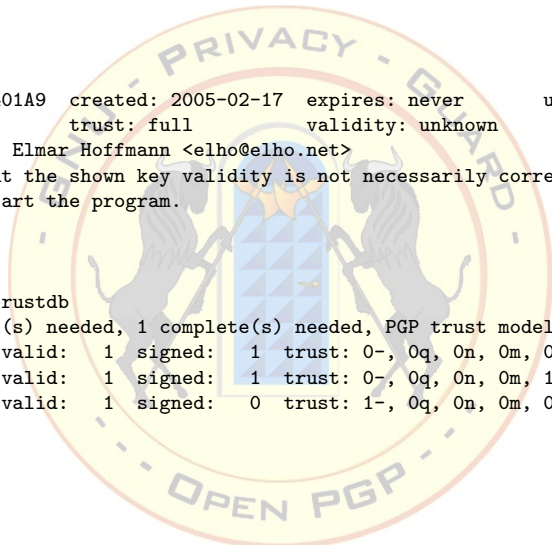 GNU - PRIVACY - GUARD
01A9 created: 2005-02-17 expires: never u
trust: full validity: unknown
Elmar Hoffmann <elho@elho.net>
t the shown key validity is not necessarily corre
art the program.
rustdb
(s) needed, 1 complete(s) needed, PGP trust model
valid: 1 signed: 1 trust: 0-, 0q, 0n, 0m, 0
valid: 1 signed: 1 trust: 0-, 0q, 0n, 0m, 1
valid: 1 signed: 0 trust: 1-, 0q, 0n, 0m, 0
OPEN PGP